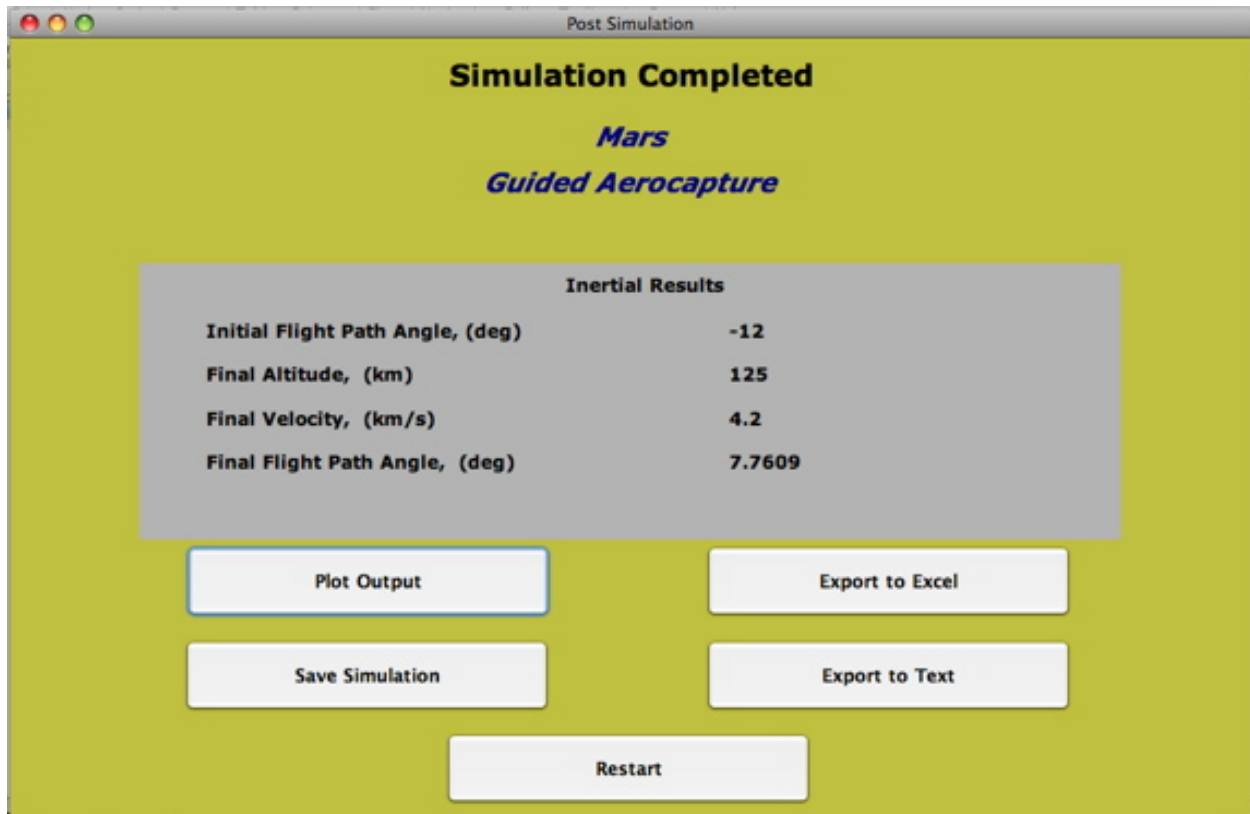 Post Simulation
Simulation Completed
Mars
Guided Aerocapture
Inertial Results
Initial Flight Path Angle, (deg) -12
Final Altitude, (km) 125
Final Velocity, (km/s) 4.2
Final Flight Path Angle, (deg) 7.7609
Plot Output Export to Excel
Save Simulation Export to Text
Restart